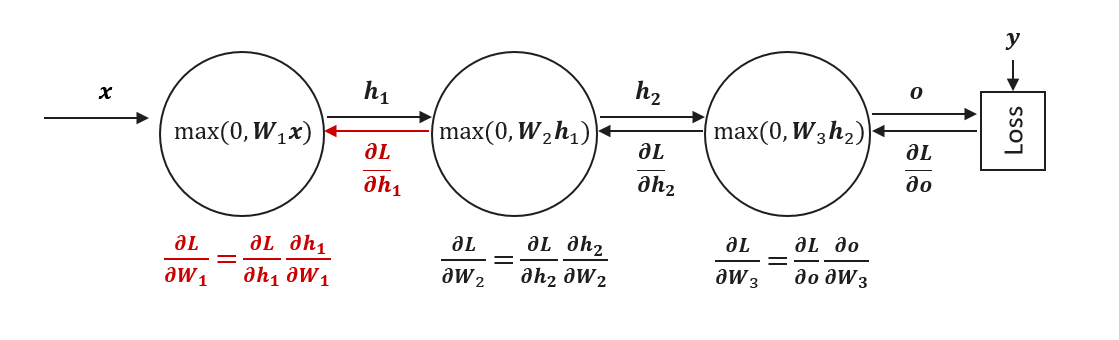 y
x h₁ h₂ o
max(0, W₁x) max(0, W₂h₁) max(0, W₃h₂) Loss
∂L/∂h₁ ∂L/∂h₂ ∂L/∂o
∂L/∂W₁ = ∂L/∂h₁ ∂h₁/∂W₁ ∂L/∂W₂ = ∂L/∂h₂ ∂h₂/∂W₂ ∂L/∂W₃ = ∂L/∂o ∂o/∂W₃